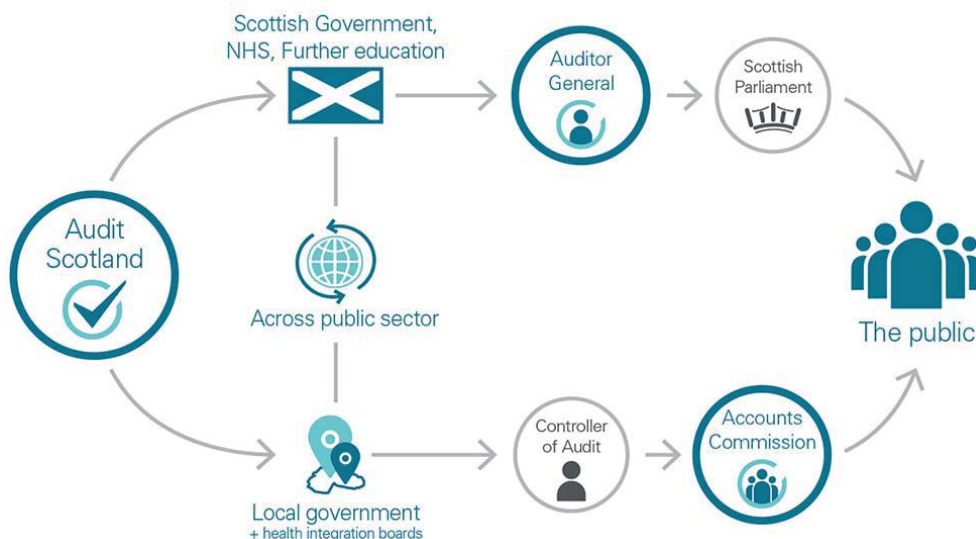 Scottish Government,
NHS, Further education
Auditor
General
Scottish
Parliament
Audit
Scotland
Across public sector
The public
Local government
+ health integration boards
Controller
of Audit
Accounts
Commission